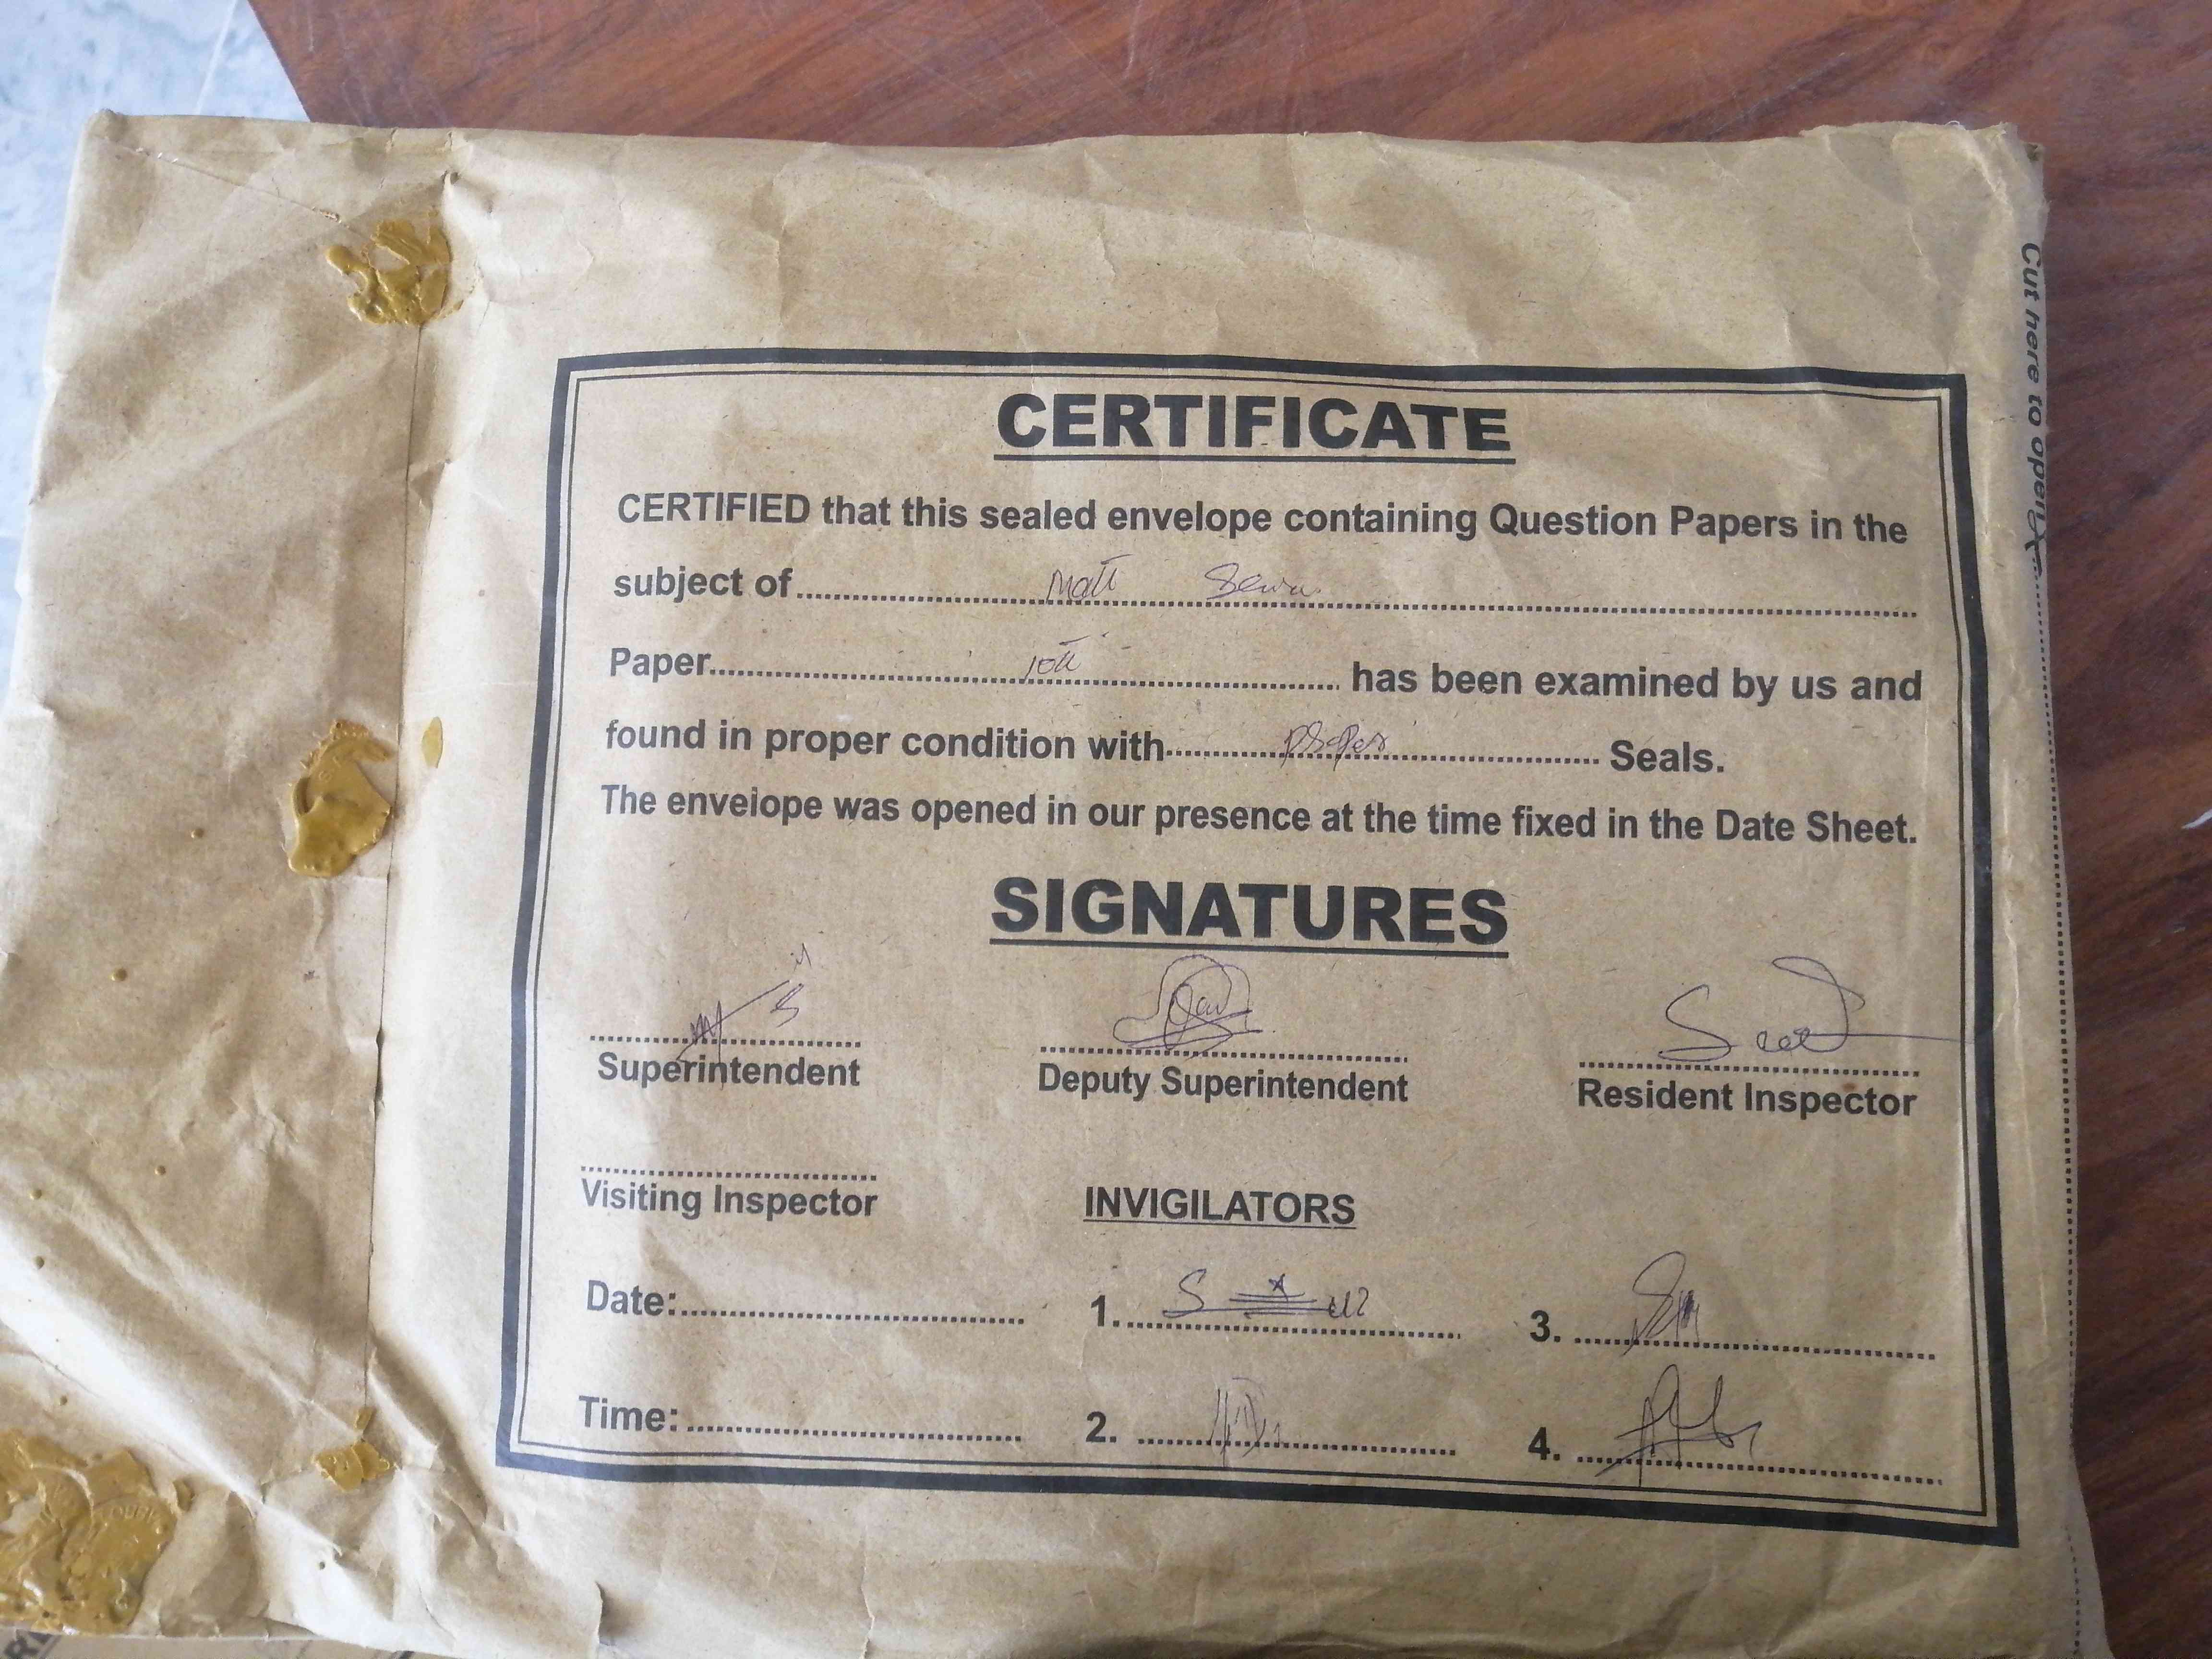 CERTIFICATE
CERTIFIED that this sealed envelope containing Question Papers in the
subject of
Paper 10th has been examined by us and
found in proper condition with Proper Seals.
The envelope was opened in our presence at the time fixed in the Date Sheet.
SIGNATURES
Superintendent Deputy Superintendent Resident Inspector
Visiting Inspector INVIGILATORS
Date: 1. 3.
Time: 2. 4.
Cut here to open